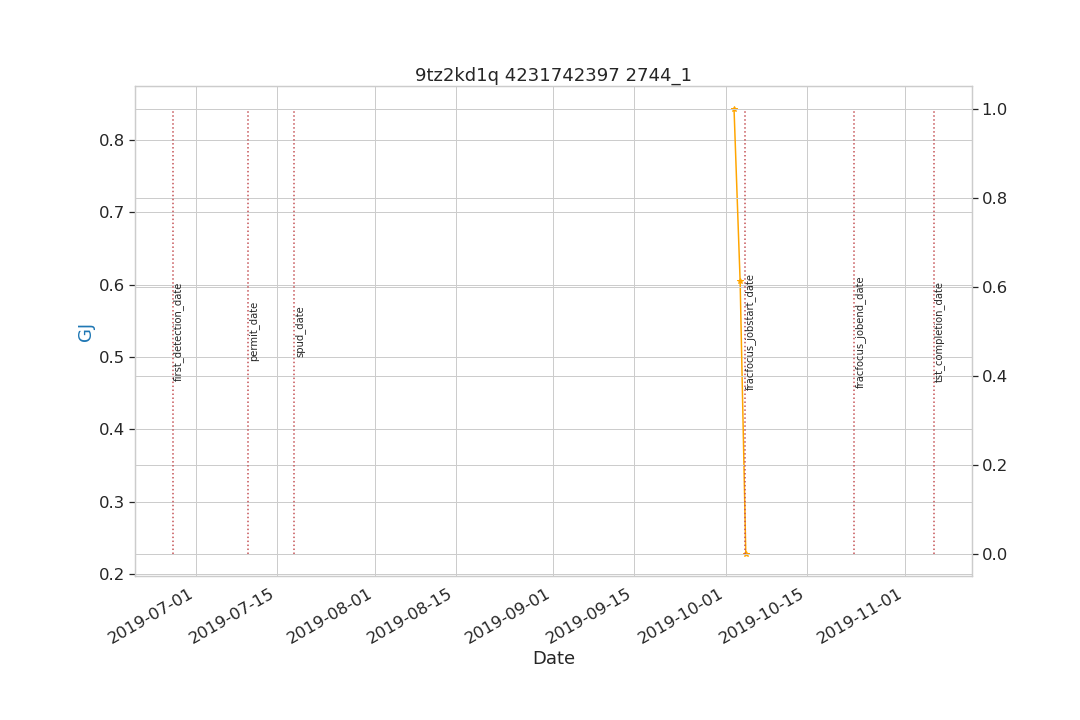 9tz2kd1q 4231742397 2744_1
0.8
0.7
0.6
0.5
0.4
0.3
0.2
GJ
1.0
0.8
0.6
0.4
0.2
0.0
first_detection_date
permit_date
spud_date
fracfocus_jobstart_date
fracfocus_jobend_date
tst_completion_date
2019-07-01
2019-07-15
2019-08-01
2019-08-15
2019-09-01
2019-09-15
2019-10-01
2019-10-15
2019-11-01
Date